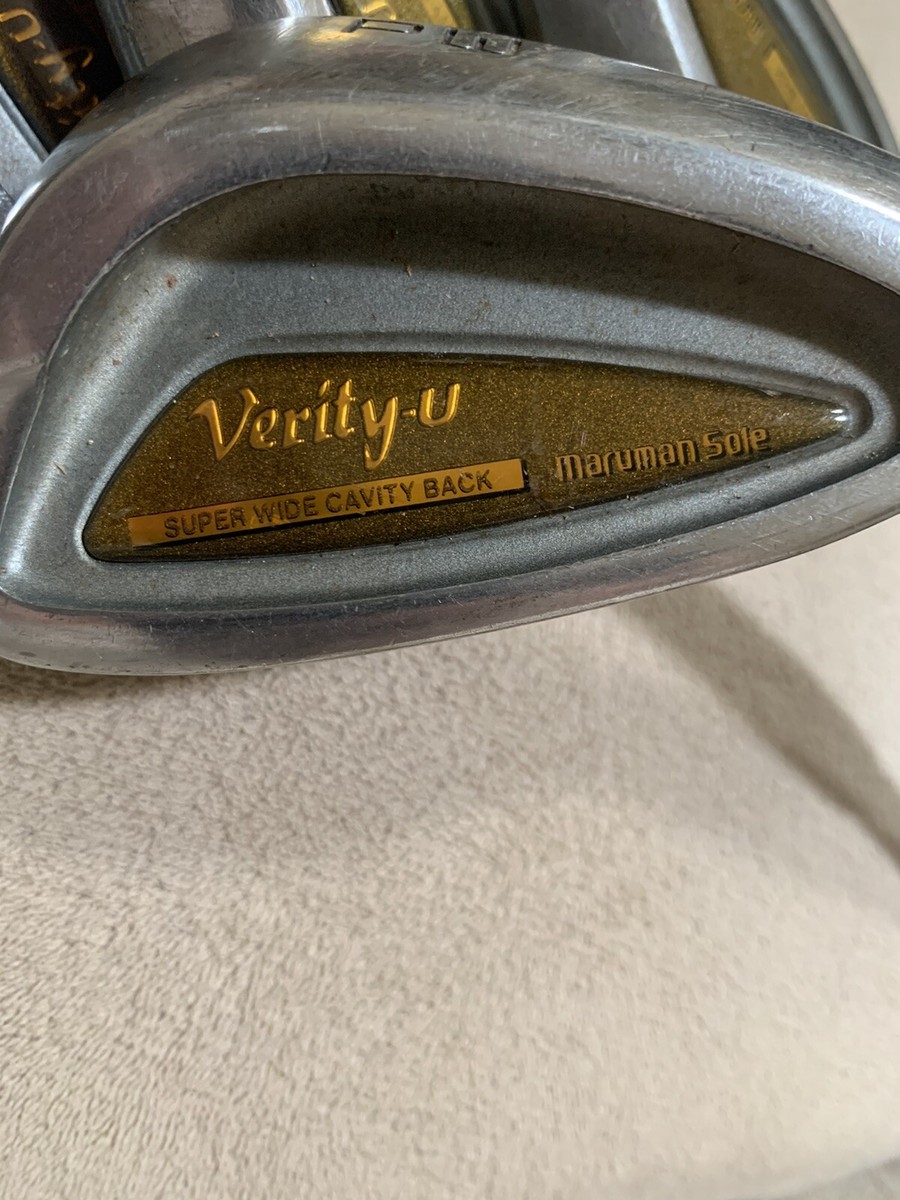 Verity-U
SUPER WIDE CAVITY BACK
maruman Sole